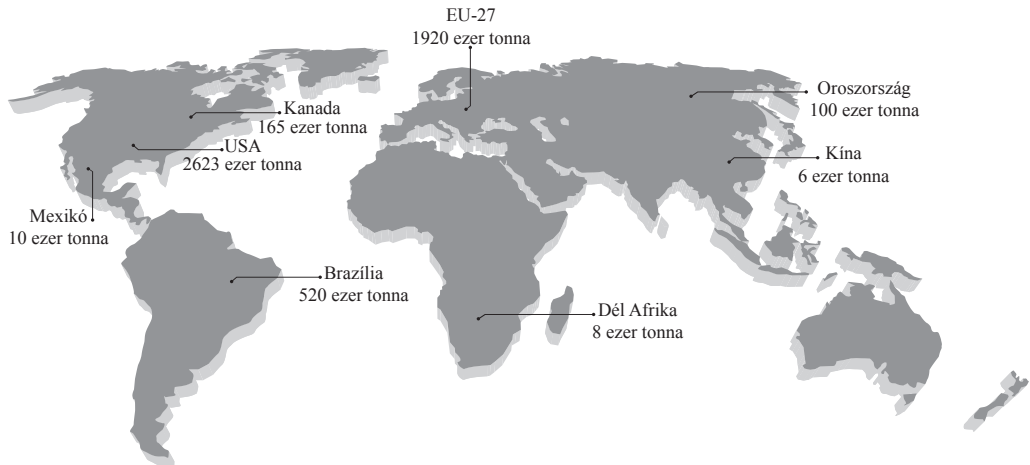 EU-27
1920 ezer tonna
Kanada
165 ezer tonna
USA
2623 ezer tonna
Mexikó
10 ezer tonna
Brazília
520 ezer tonna
Oroszország
100 ezer tonna
Kína
6 ezer tonna
Dél Afrika
8 ezer tonna